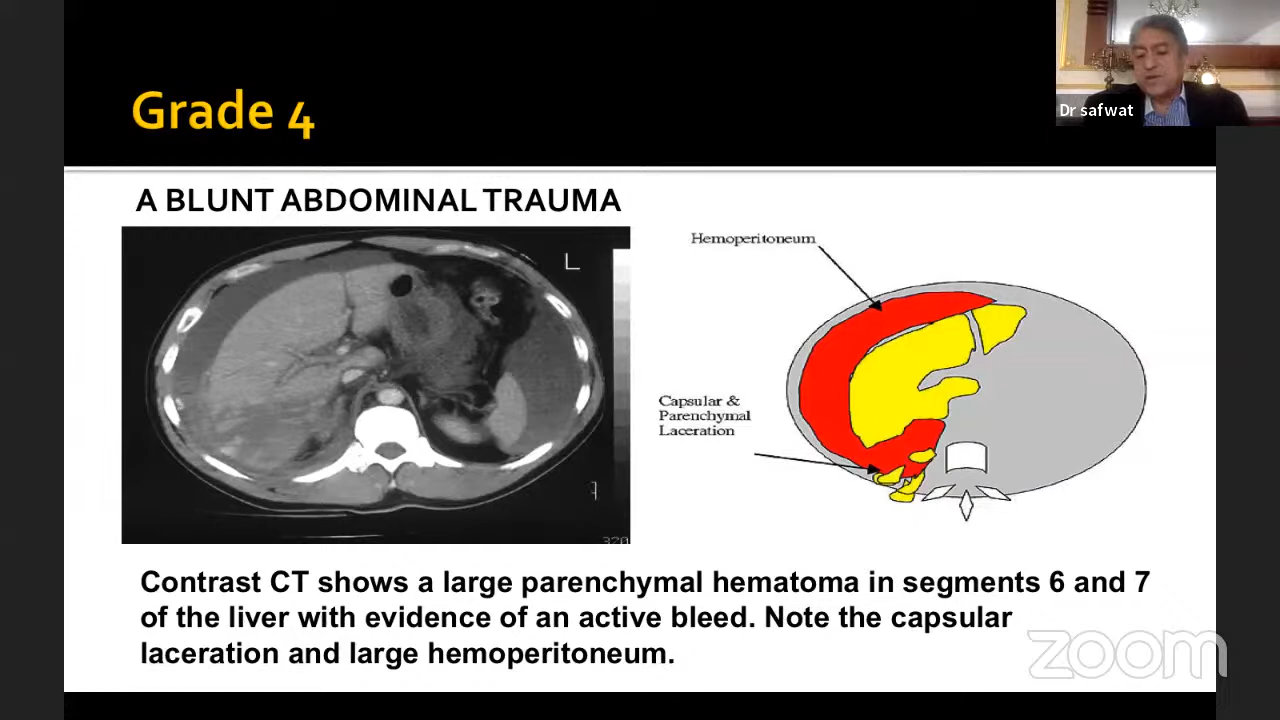 Grade 4
Dr safwat
A BLUNT ABDOMINAL TRAUMA
L
Hemoperitoneum
Capsular &
Parenchymal
Laceration
320
Contrast CT shows a large parenchymal hematoma in segments 6 and 7
of the liver with evidence of an active bleed. Note the capsular
laceration and large hemoperitoneum.
zoom